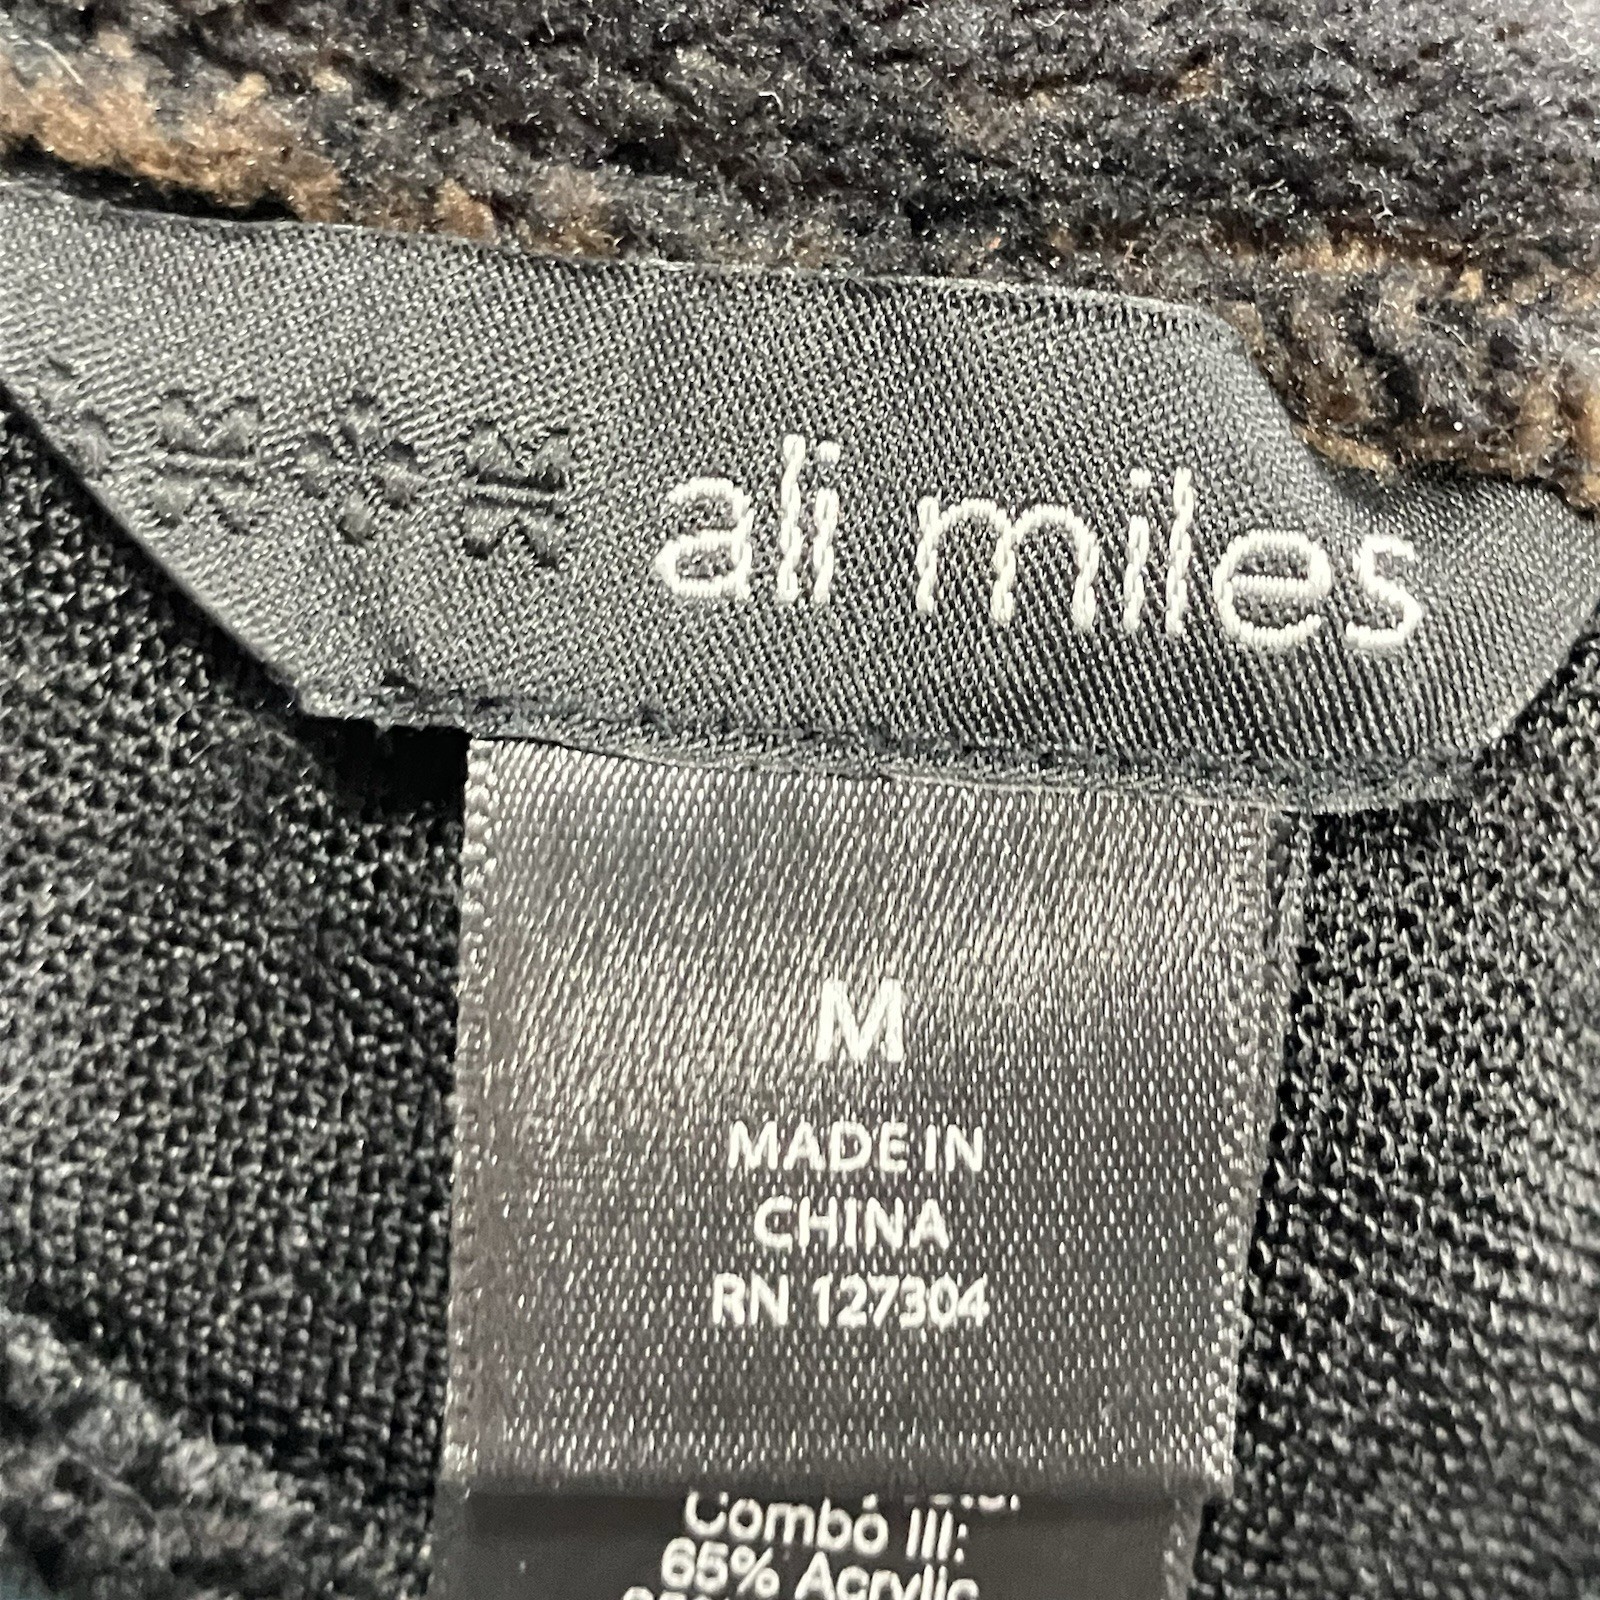 ali miles
M
MADE IN
CHINA
RN 127304
Combo III:
65% Acrylic